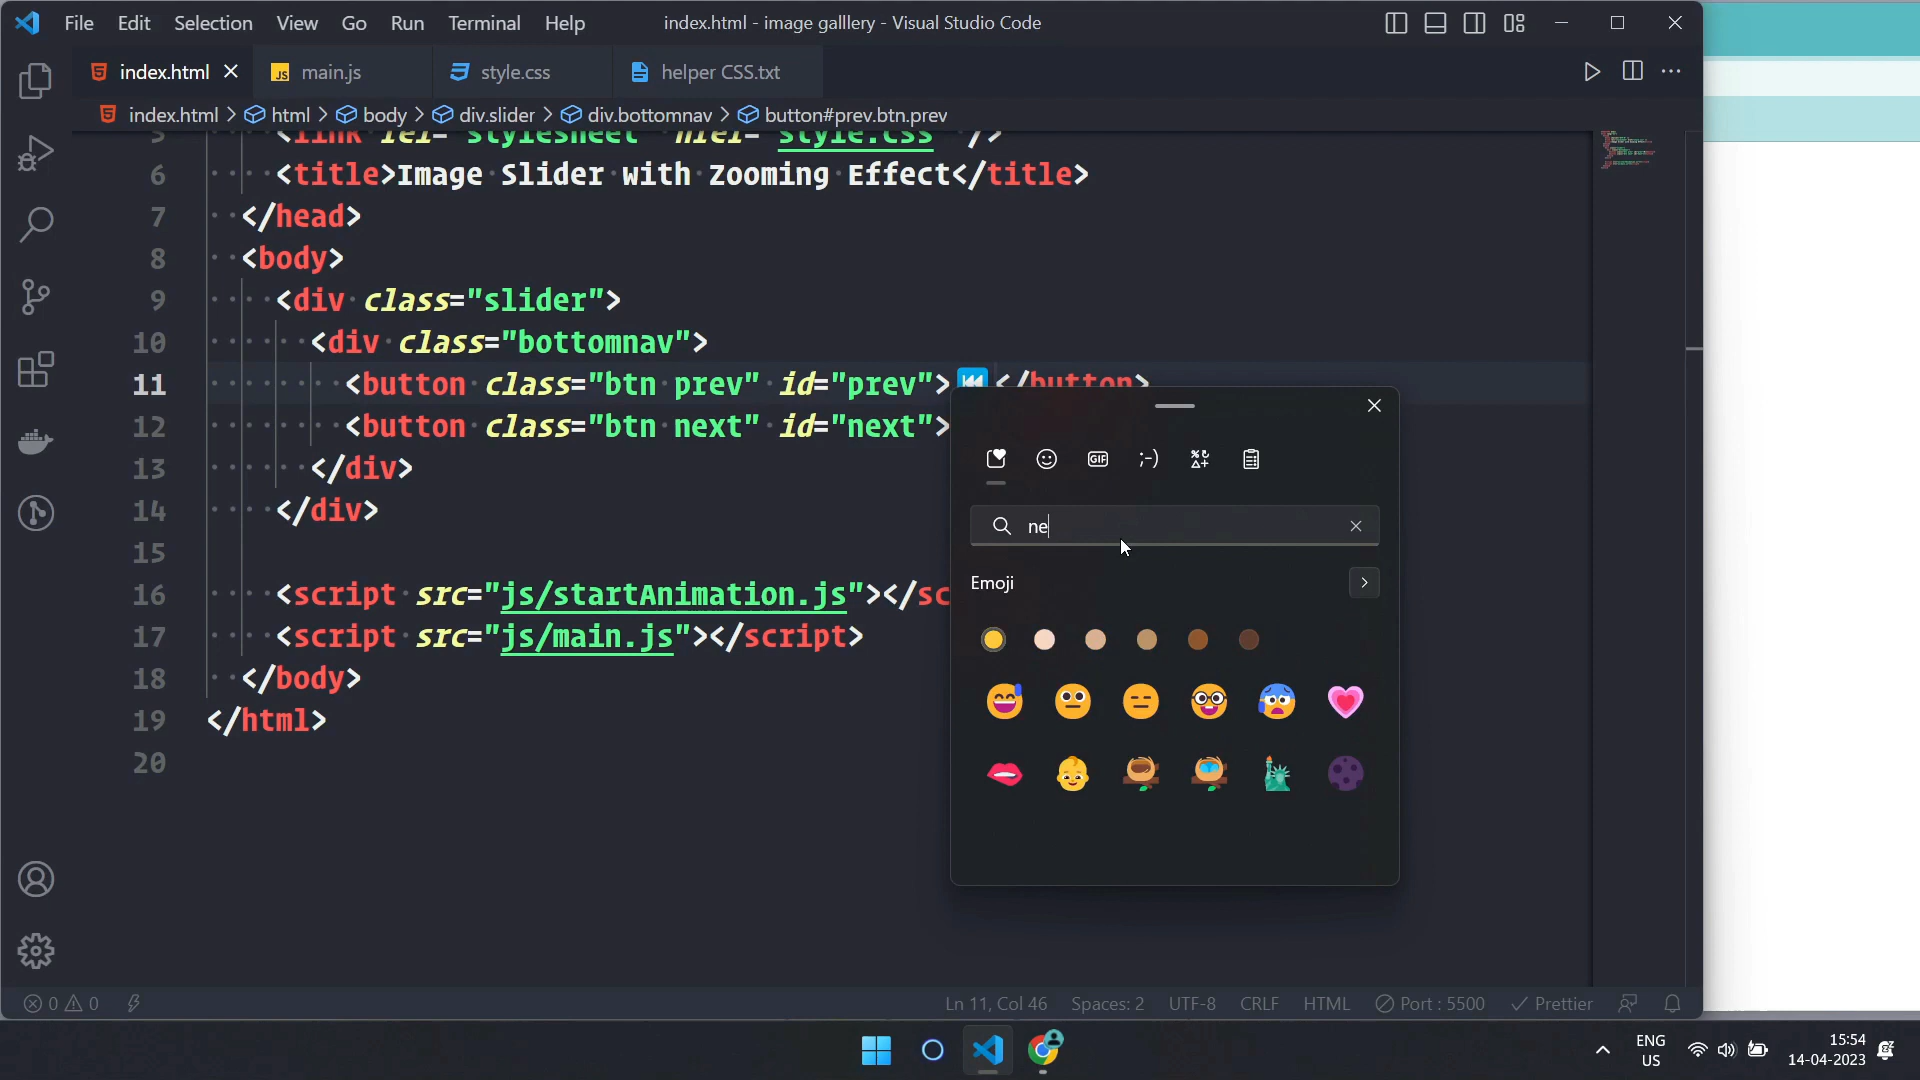 File Edit Selection View Go Run Terminal Help index.html - image galllery - Visual Studio Code
index.html main.js style.css helper CSS.txt
index.html > html > body > div.slider > div.bottomnav > button#prev.btn.prev
5 <link rel="stylesheet" href="style.css" />
6 <title>Image Slider with Zooming Effect</title>
7 </head>
8 <body>
9 <div class="slider">
10 <div class="bottomnav">
11 <button class="btn prev" id="prev">⏮</button>
12 <button class="btn next" id="next">
13 </div>
14 </div>
15
16 <script src="js/startAnimation.js"></sc
17 <script src="js/main.js"></script>
18 </body>
19 </html>
20
GIF ;-)
ne
Emoji
0 0 Ln 11, Col 46 Spaces: 2 UTF-8 CRLF HTML Port : 5500 Prettier
ENG
US
15:54
14-04-2023